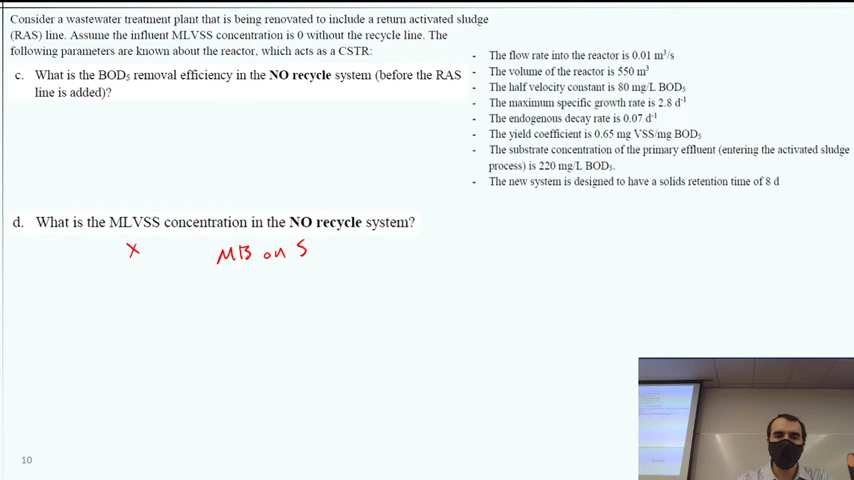 Consider a wastewater treatment plant that is being renovated to include a return activated sludge
(RAS) line. Assume the influent MLVSS concentration is 0 without the recycle line. The
following parameters are known about the reactor, which acts as a CSTR:
c. What is the BOD₅ removal efficiency in the NO recycle system (before the RAS
line is added)?
- The flow rate into the reactor is 0.01 m³/s
- The volume of the reactor is 550 m³
- The half velocity constant is 80 mg/L BOD₅
- The maximum specific growth rate is 2.8 d⁻¹
- The endogenous decay rate is 0.07 d⁻¹
- The yield coefficient is 0.65 mg VSS/mg BOD₅
- The substrate concentration of the primary effluent (entering the activated sludge
process) is 220 mg/L BOD₅.
- The new system is designed to have a solids retention time of 8 d
d. What is the MLVSS concentration in the NO recycle system?
X MB on S
10